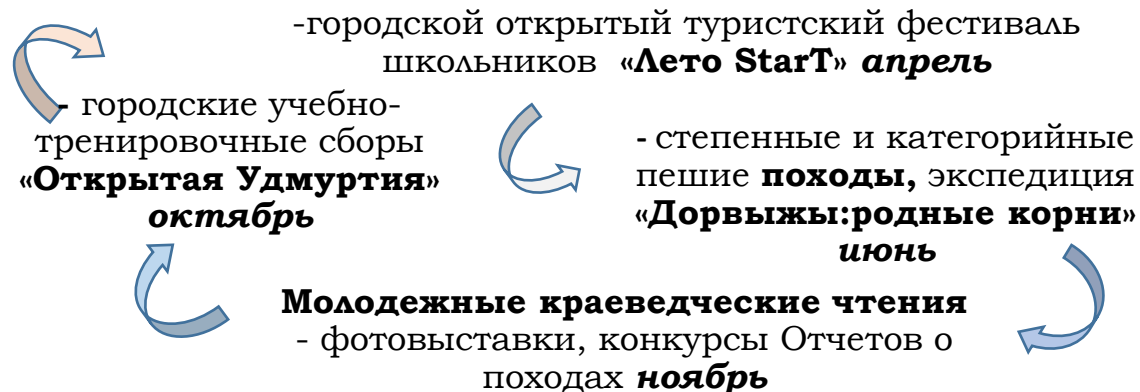 -городской открытый туристский фестиваль
школьников «Лето StarT» апрель
- городские учебно-
тренировочные сборы
«Открытая Удмуртия»
октябрь
- степенные и категорийные
пешие походы, экспедиция
«Дорвыжы:родные корни»
июнь
Молодежные краеведческие чтения
- фотовыставки, конкурсы Отчетов о
походах ноябрь